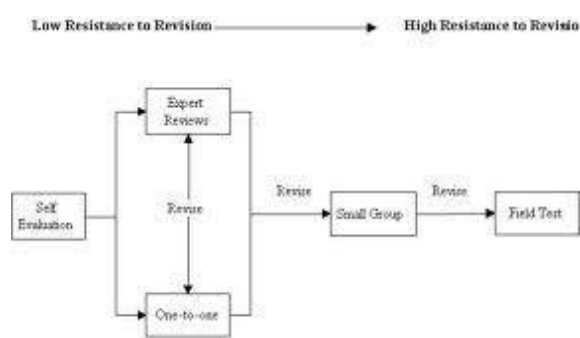 Low Resistance to Revision
High Resistance to Revisio
Expert
Reviews
Self
Evaluation
Revise
Revise
Small Group
Revise
Field Test
One-to-one